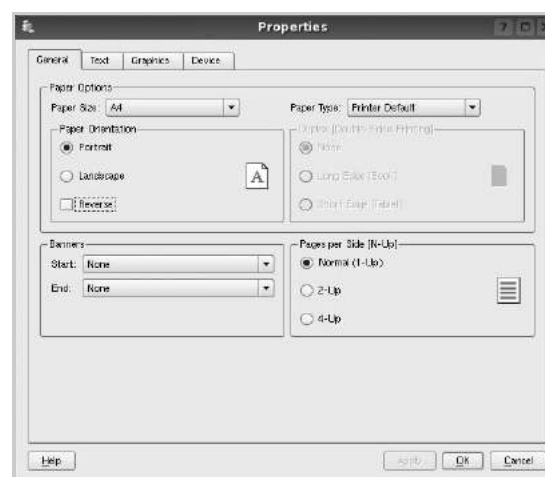 Properties
General Text Graphics Device
Paper Options
Paper Size: A4 Paper Type: Printer Default
Paper Orientation Duplex [Double-Sided Printing]
Portrait None
Landscape A Long Edge [Book]
Reverse Short Edge [Tablet]
Banners Pages per Side [N-Up]
Start: None Normal (1-Up)
End: None 2-Up
4-Up
Help Apply OK Cancel